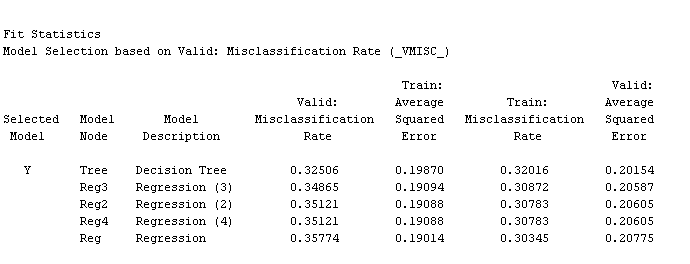 Fit Statistics
Model Selection based on Valid: Misclassification Rate (_VMISC_)
Train: Valid:
Valid: Average Train: Average
Selected Model Model Misclassification Squared Misclassification Squared
Model Node Description Rate Error Rate Error
Y Tree Decision Tree 0.32506 0.19870 0.32016 0.20154
Reg3 Regression (3) 0.34865 0.19094 0.30872 0.20587
Reg2 Regression (2) 0.35121 0.19088 0.30783 0.20605
Reg4 Regression (4) 0.35121 0.19088 0.30783 0.20605
Reg Regression 0.35774 0.19014 0.30345 0.20775